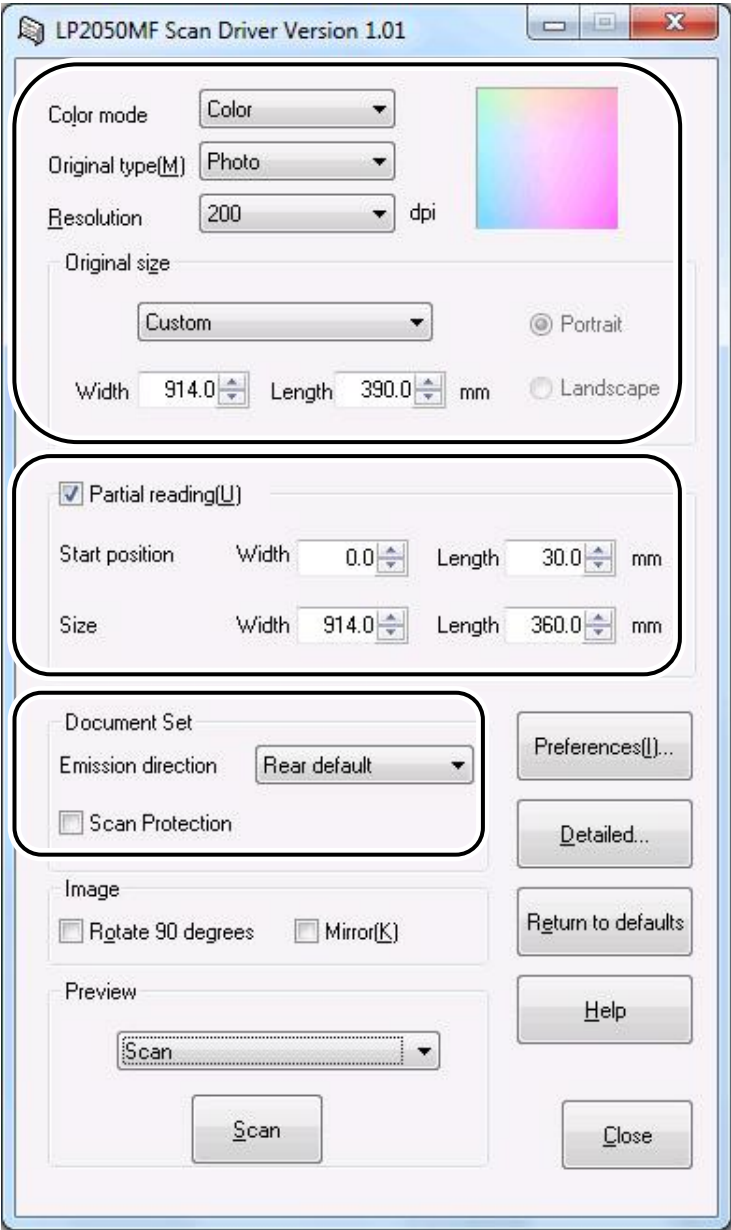 LP2050MF Scan Driver Version 1.01
Color mode Color
Original type(M) Photo
Resolution 200 dpi
Original size
Custom Portrait
Width 914.0 Length 390.0 mm Landscape
Partial reading(U)
Start position Width 0.0 Length 30.0 mm
Size Width 914.0 Length 360.0 mm
Document Set
Emission direction Rear default
Scan Protection
Preferences(I)...
Detailed...
Image
Rotate 90 degrees Mirror(K)
Return to defaults
Preview
Scan
Help
Scan
Close